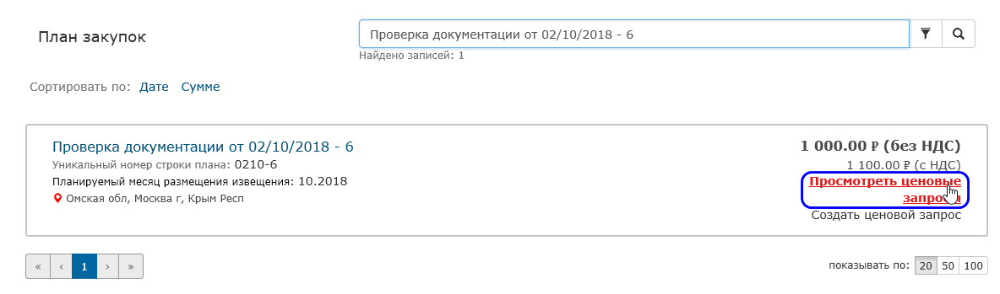 План закупок
Проверка документации от 02/10/2018 - 6
Найдено записей: 1
Сортировать по: Дате Сумме
Проверка документации от 02/10/2018 - 6
Уникальный номер строки плана: 0210-6
Планируемый месяц размещения извещения: 10.2018
Омская обл, Москва г, Крым Респ
1 000.00 ₽ (без НДС)
1 100.00 ₽ (с НДС)
Просмотреть ценовые
запросы
Создать ценовой запрос
« ‹ 1 › »
показывать по: 20 50 100